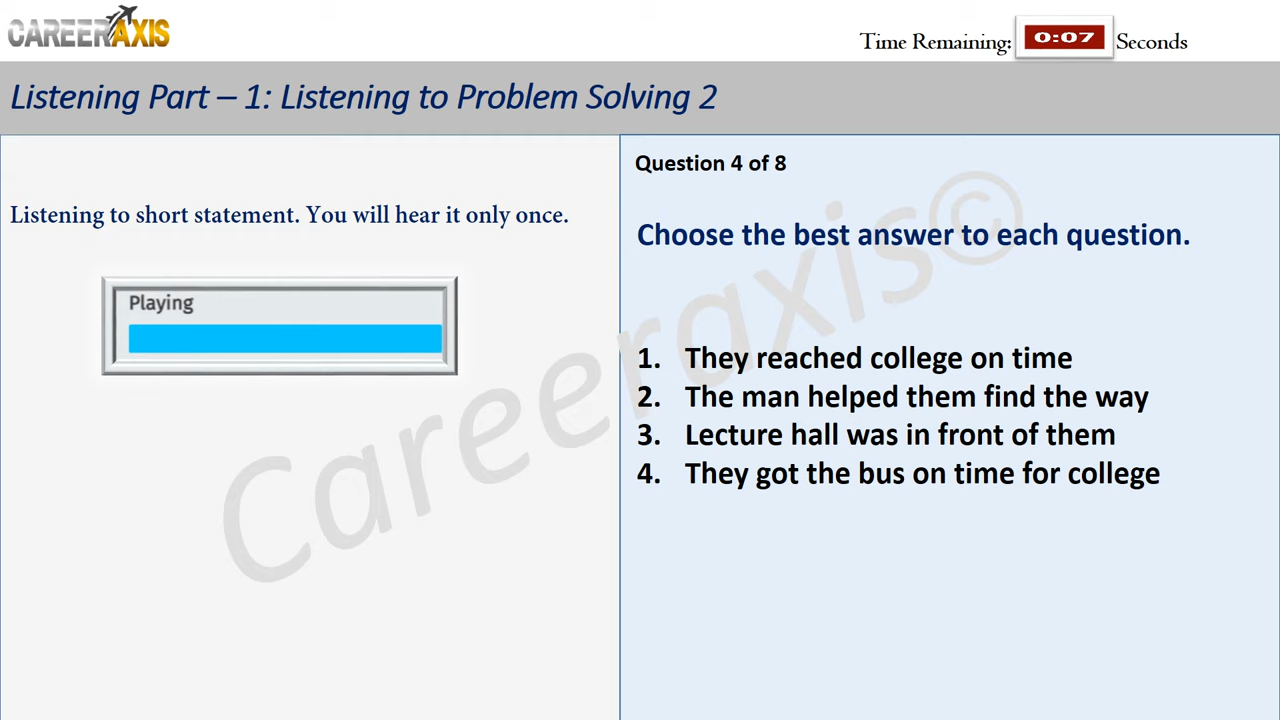 CAREERAXIS
Time Remaining: 0:07 Seconds
Listening Part – 1: Listening to Problem Solving 2
Listening to short statement. You will hear it only once.
Playing
Question 4 of 8
Choose the best answer to each question.
1. They reached college on time
2. The man helped them find the way
3. Lecture hall was in front of them
4. They got the bus on time for college
Careeraxis©